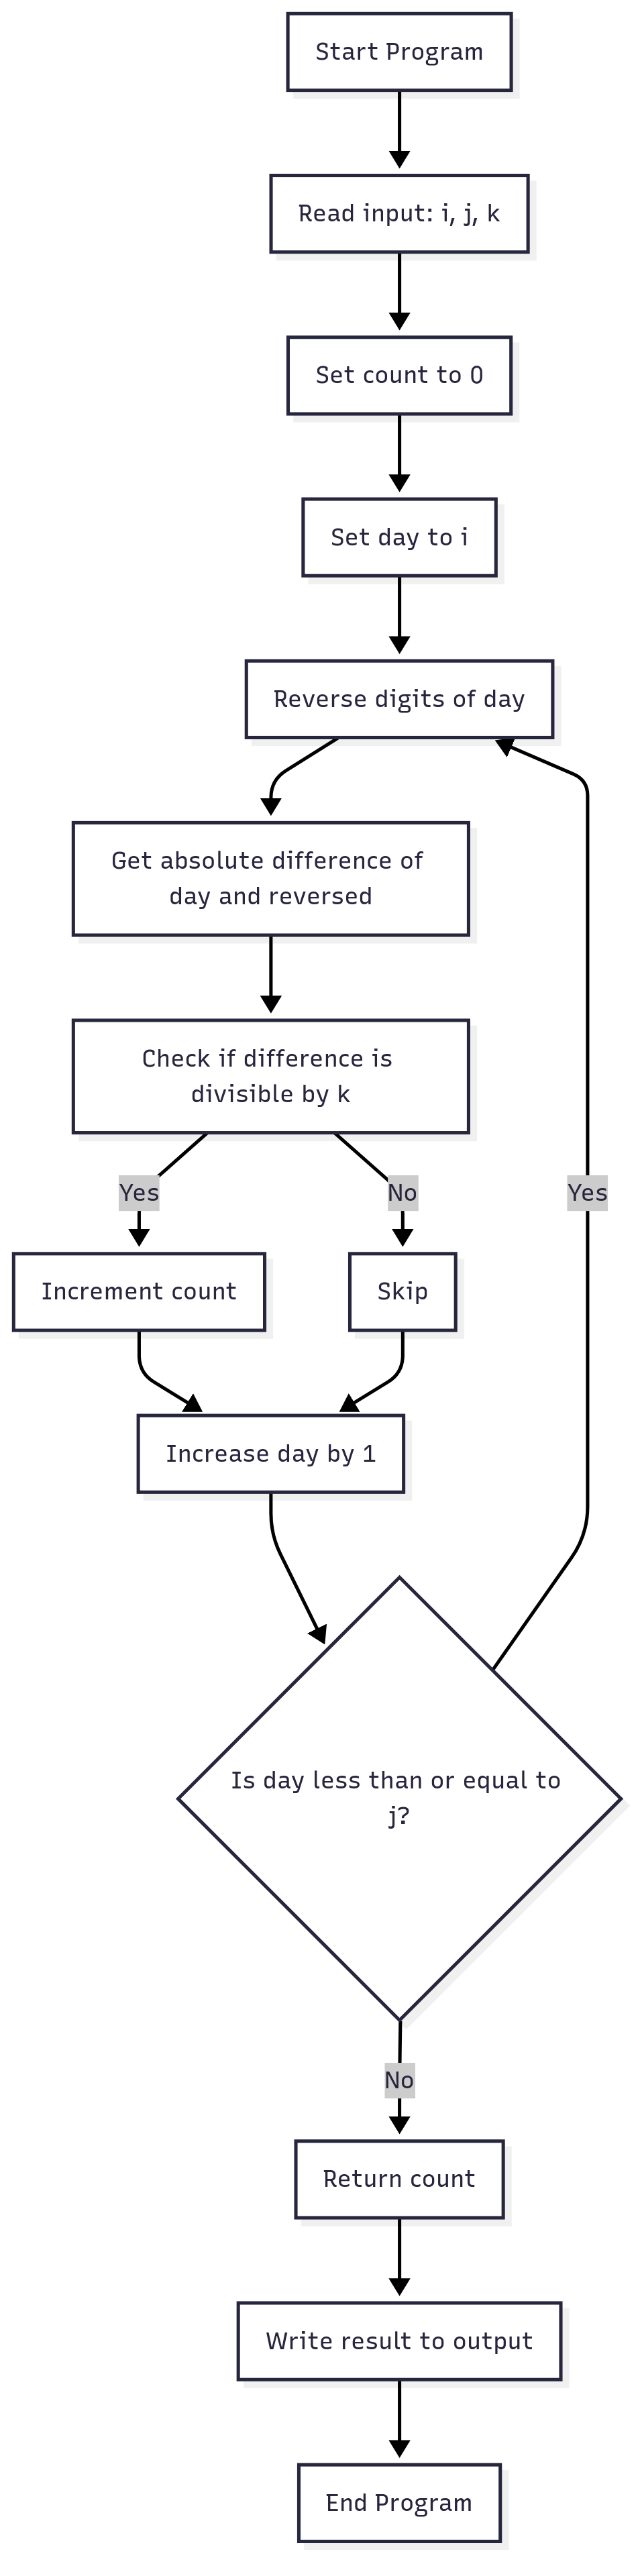 Start Program
Read input: i, j, k
Set count to 0
Set day to i
Reverse digits of day
Get absolute difference of
day and reversed
Check if difference is
divisible by k
Yes
No
Yes
Increment count
Skip
Increase day by 1
Is day less than or equal to
j?
No
Return count
Write result to output
End Program